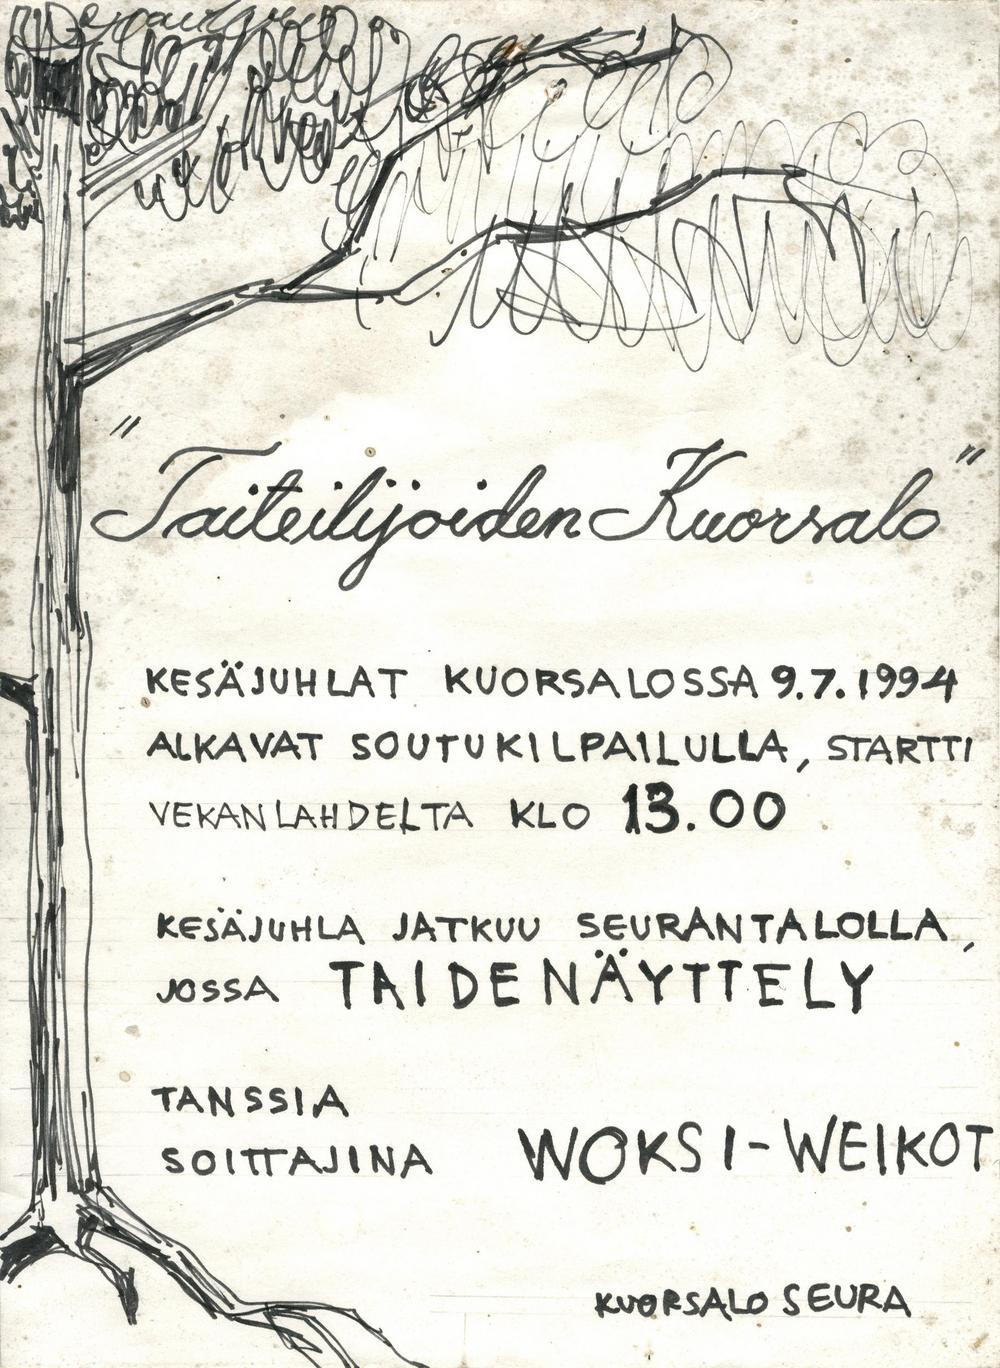 "Taiteilijoiden Kuorsalo"
KESÄJUHLAT KUORSALOSSA 9.7.1994
ALKAVAT SOUTUKILPAILULLA, STARTTI
VEKANLAHDELTA KLO 13.00
KESÄJUHLA JATKUU SEURANTALOLLA,
JOSSA TAIDENÄYTTELY
TANSSIA
SOITTAJINA WOKSI-WEIKOT
KUORSALO SEURA